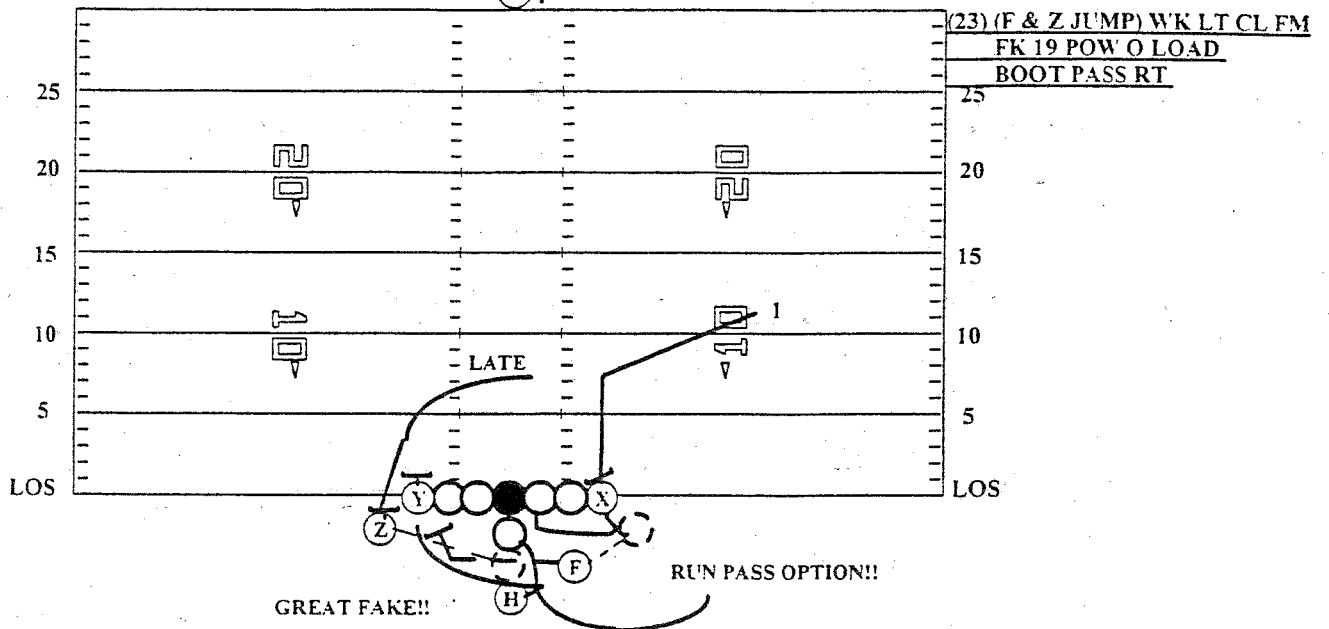 (23) (F & Z JUMP) WK LT CL FM
FK 19 POW O LOAD
BOOT PASS RT
25 25
20 20 20 20
15 15
10 10 1 10 10
LATE
5 5
LOS Y X LOS
Z
F
RUN PASS OPTION!!
H
GREAT FAKE!!